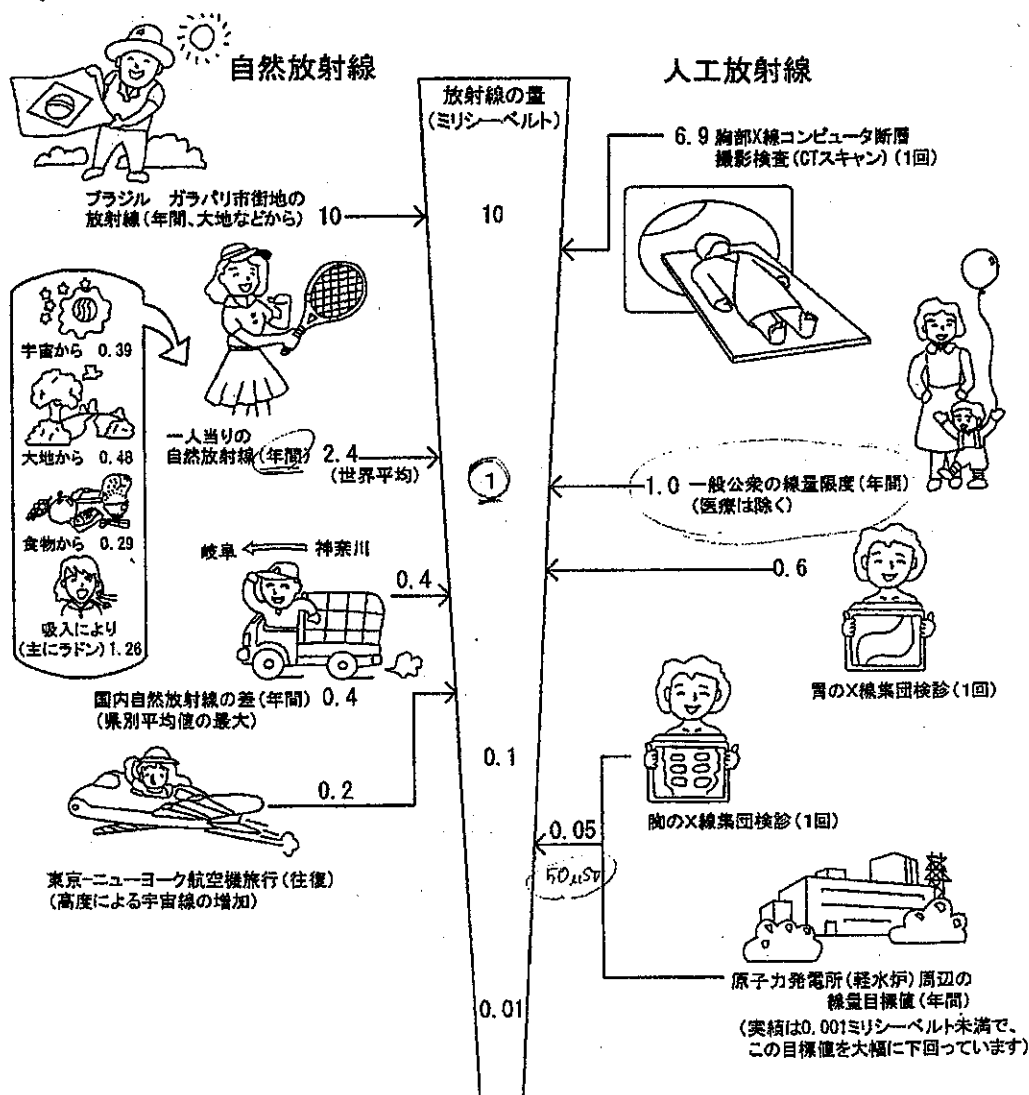 自然放射線
人工放射線
放射線の量
(ミリシーベルト)
10
1
0.1
0.01
ブラジル ガラパリ市街地の
放射線(年間、大地などから) 10
宇宙から 0.39
大地から 0.48
食物から 0.29
吸入により
(主にラドン)1.26
一人当りの
自然放射線(年間) 2.4
(世界平均)
岐阜 神奈川
0.4
国内自然放射線の差(年間) 0.4
(県別平均値の最大)
0.2
東京−ニューヨーク航空機旅行(往復)
(高度による宇宙線の増加)
6.9 胸部X線コンピュータ断層
撮影検査(CTスキャン)(1回)
1.0 一般公衆の線量限度(年間)
(医療は除く)
0.6
胃のX線集団検診(1回)
胸のX線集団検診(1回)
0.05
50μSv
原子力発電所(軽水炉)周辺の
線量目標値(年間)
(実績は0.001ミリシーベルト未満で、
この目標値を大幅に下回っています)